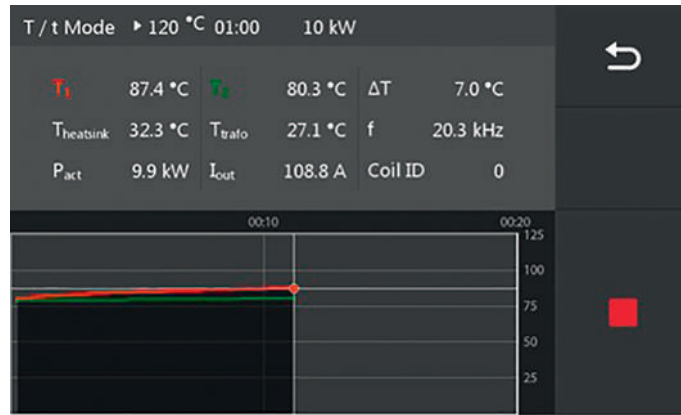 T / t Mode ▸ 120 °C 01:00 10 kW
T1 87.4 °C T2 80.3 °C ΔT 7.0 °C
Theatsink 32.3 °C Ttrafo 27.1 °C f 20.3 kHz
Pact 9.9 kW Iout 108.8 A Coil ID 0
00:10 00:20
125
100
75
50
25